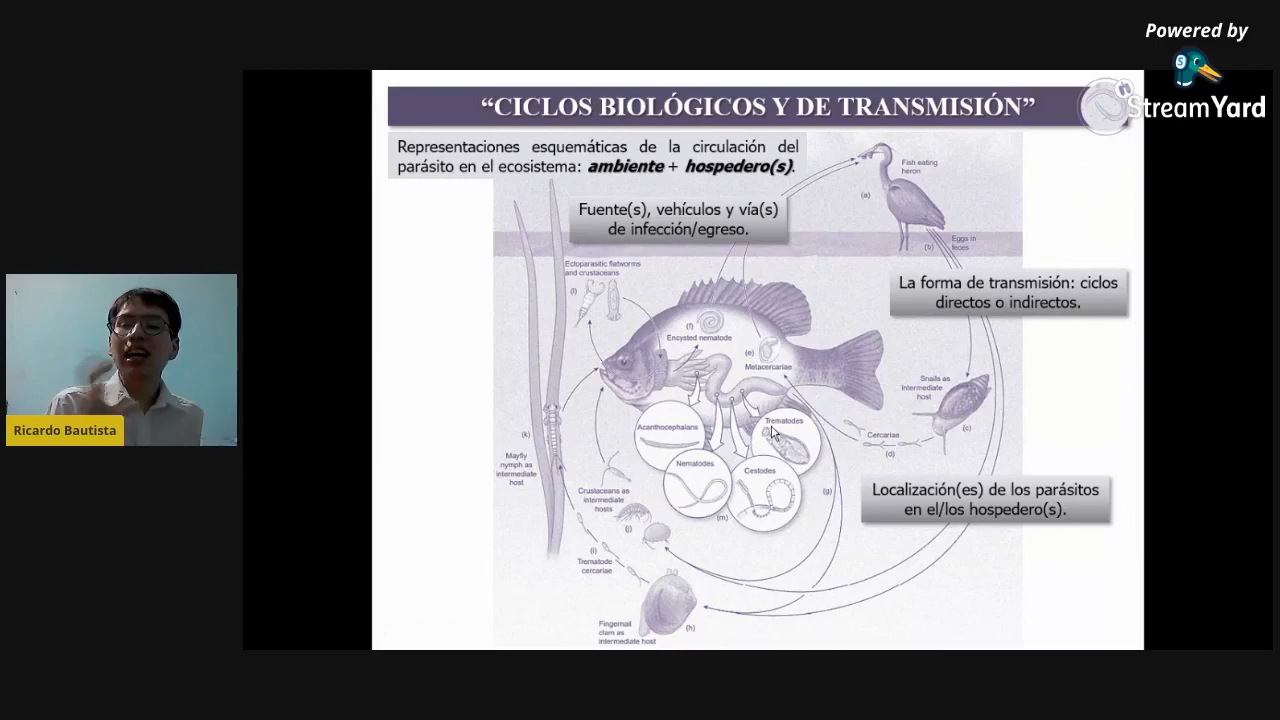 Powered by
StreamYard
“CICLOS BIOLÓGICOS Y DE TRANSMISIÓN”
Representaciones esquemáticas de la circulación del
parásito en el ecosistema: ambiente + hospedero(s).
Fish eating
heron
(a)
Fuente(s), vehículos y vía(s)
de infección/egreso.
(b)
Eggs in
feces
Ectoparasitic flatworms
and crustaceans
(l)
La forma de transmisión: ciclos
directos o indirectos.
(f)
Encysted nematode
(e)
Metacercariae
Snails as
intermediate
host
(c)
Acanthocephalans
Trematodes
Cercariae
(d)
Ricardo Bautista
(k)
Mayfly
nymph as
intermediate
host
Nematodes
Cestodes
Crustaceans as
intermediate
hosts
(j)
(m)
(g)
Localización(es) de los parásitos
en el/los hospedero(s).
(i)
Trematode
cercariae
Fingernail
clam as
intermediate host
(h)